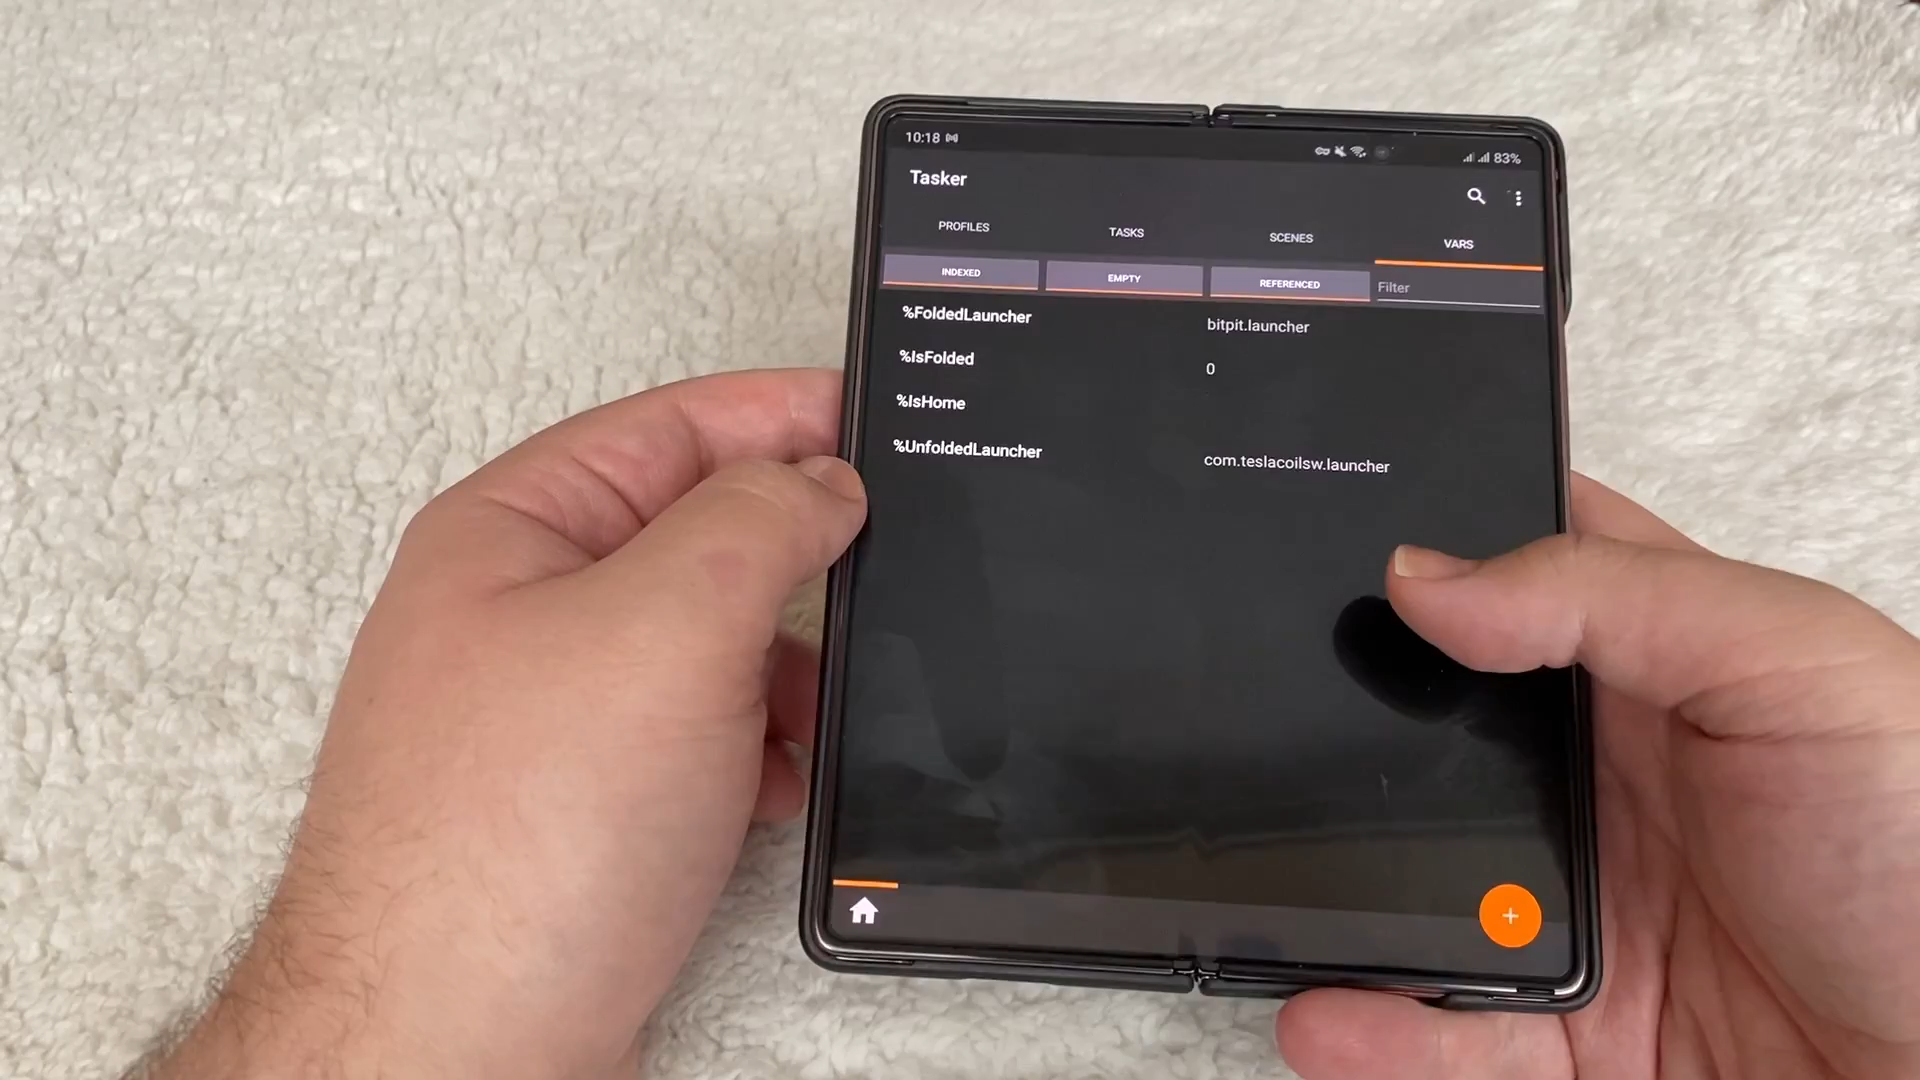 10:18
83%
Tasker
PROFILES TASKS SCENES VARS
INDEXED EMPTY REFERENCED Filter
%FoldedLauncher bitpit.launcher
%IsFolded 0
%IsHome
%UnfoldedLauncher com.teslacoilsw.launcher